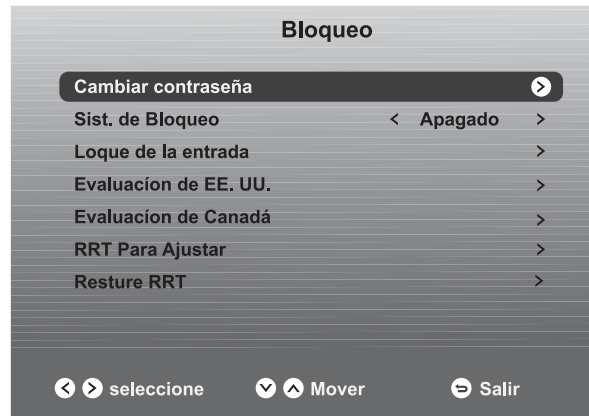 Bloqueo
Cambiar contraseña
Sist. de Bloqueo < Apagado >
Loque de la entrada >
Evaluacíon de EE. UU. >
Evaluacíon de Canadá >
RRT Para Ajustar >
Resture RRT >
seleccione Mover Salir